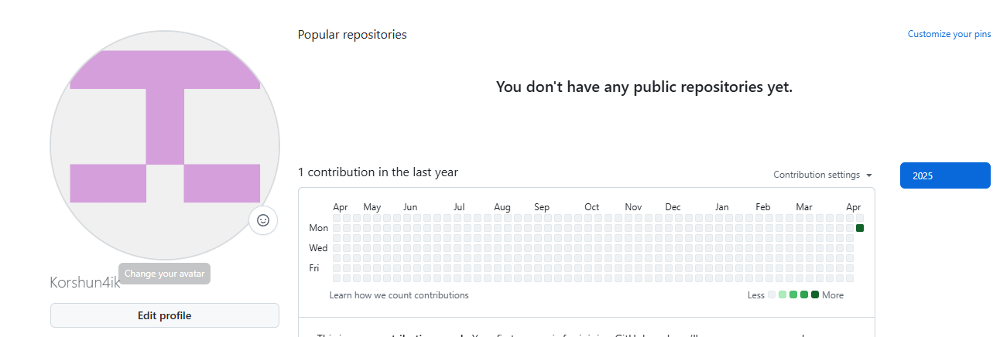 Popular repositories
Customize your pins
You don't have any public repositories yet.
1 contribution in the last year
Contribution settings
2025
Apr May Jun Jul Aug Sep Oct Nov Dec Jan Feb Mar Apr
Mon
Wed
Fri
Learn how we count contributions
Less More
Korshun4ik
Change your avatar
Edit profile